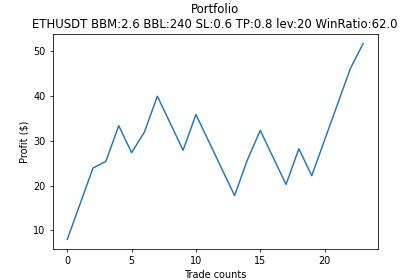 Portfolio
ETHUSDT BBM:2.6 BBL:240 SL:0.6 TP:0.8 lev:20 WinRatio:62.0
50
40
30
20
10
Profit ($)
0 5 10 15 20
Trade counts